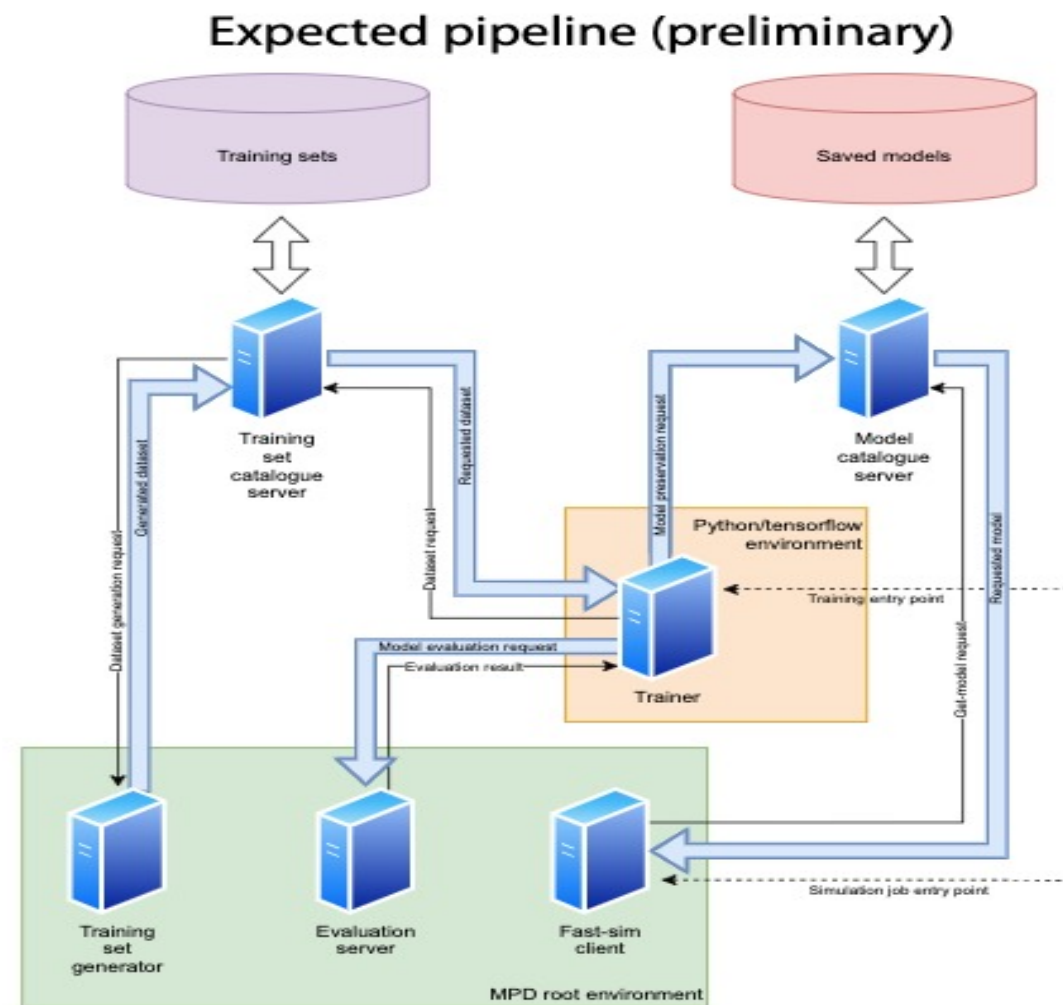 Expected pipeline (preliminary)
Training sets
Saved models
Training
set
catalogue
server
Model
catalogue
server
Dataset generation request
Generated dataset
Requested dataset
Dataset request
Model preservation request
Requested model
Get-model request
Python/tensorflow
environment
Training entry point
Model evaluation request
Evaluation result
Trainer
Training
set
generator
Evaluation
server
Fast-sim
client
Simulation job entry point
MPD root environment